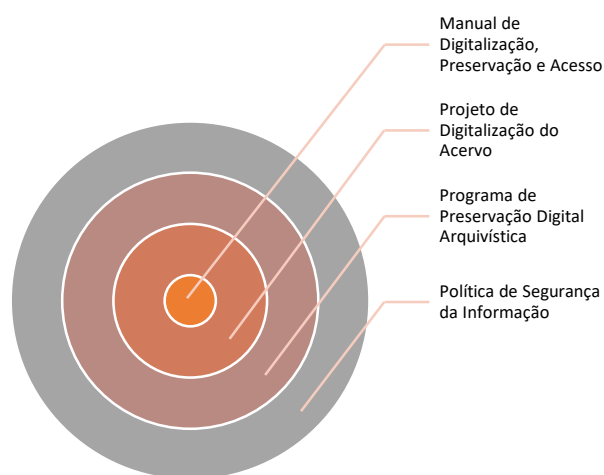 Manual de
Digitalização,
Preservação e Acesso
Projeto de
Digitalização do
Acervo
Programa de
Preservação Digital
Arquivística
Política de Segurança
da Informação